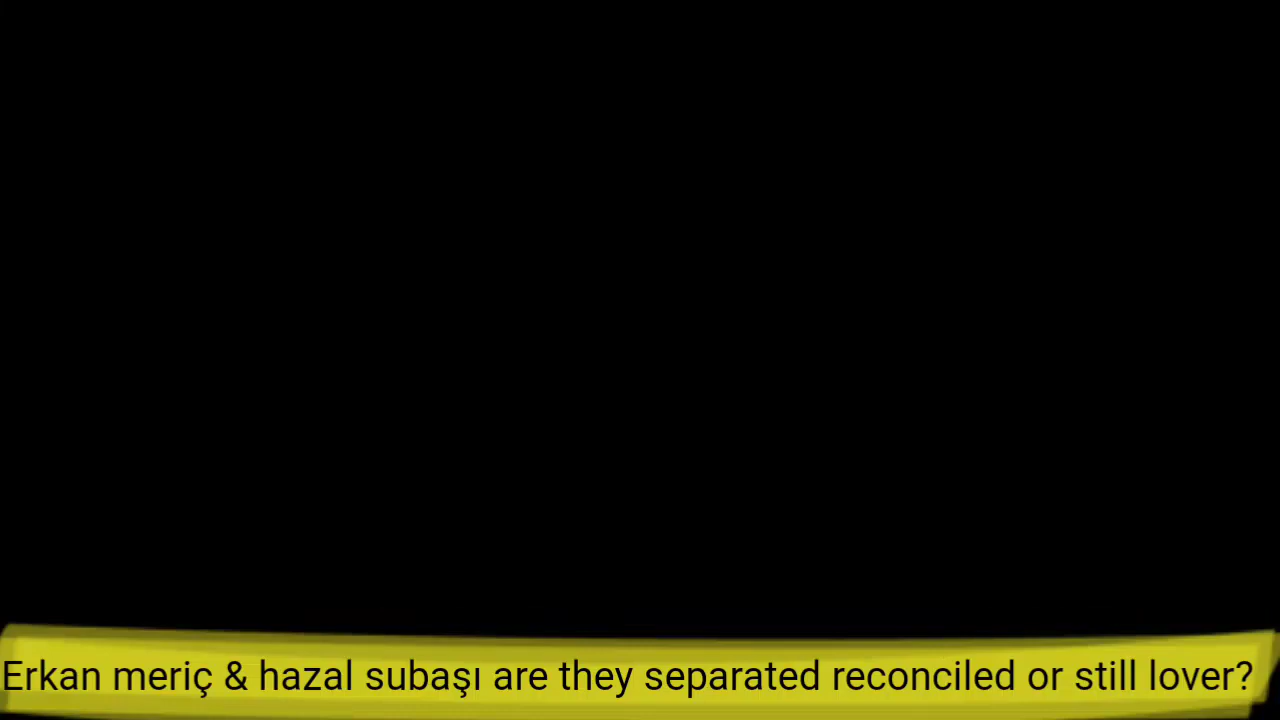 Erkan meriç & hazal subaşı are they separated reconciled or still lover?